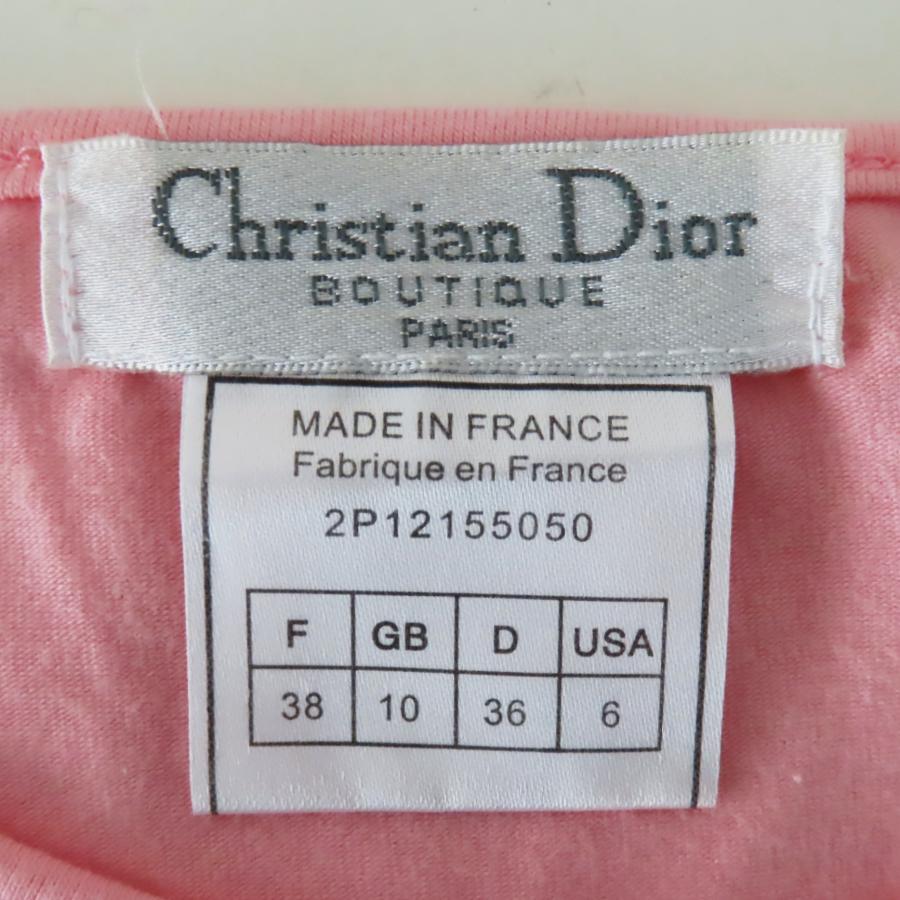 Christian Dior
BOUTIQUE
PARIS
MADE IN FRANCE
Fabrique en France
2P12155050
F GB D USA
38 10 36 6